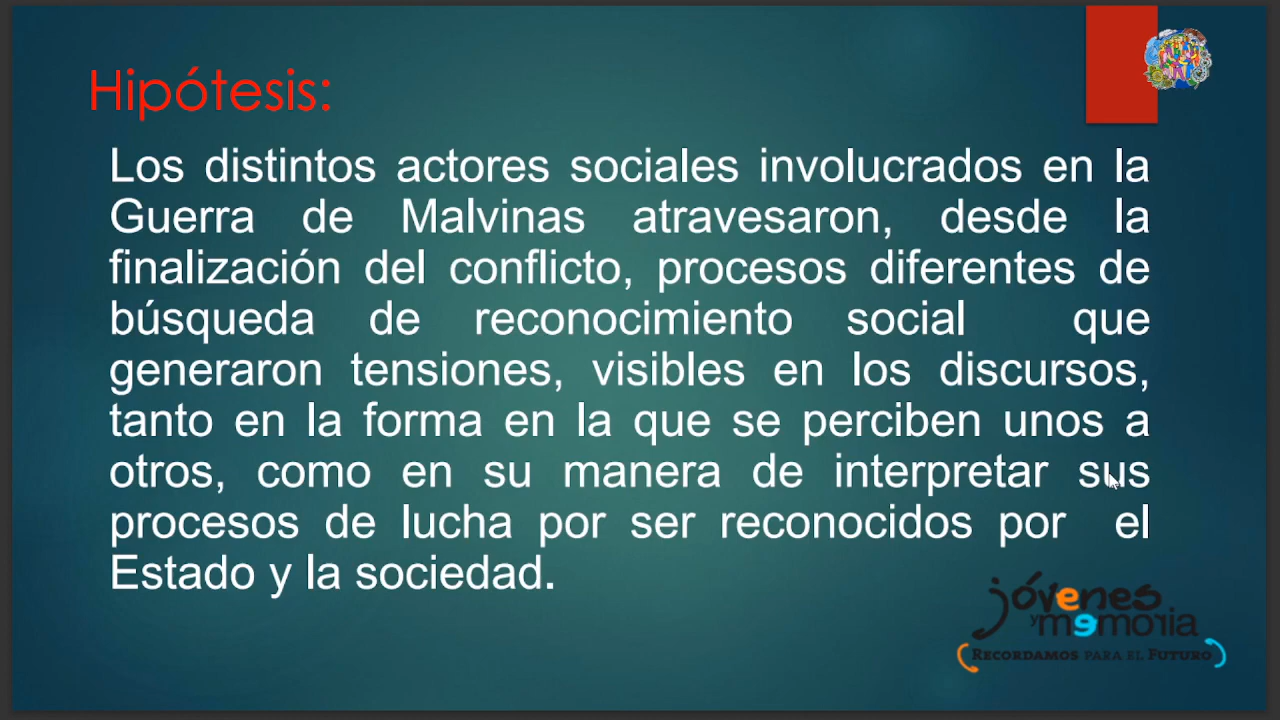 Hipótesis:
Los distintos actores sociales involucrados en la
Guerra de Malvinas atravesaron, desde la
finalización del conflicto, procesos diferentes de
búsqueda de reconocimiento social que
generaron tensiones, visibles en los discursos,
tanto en la forma en la que se perciben unos a
otros, como en su manera de interpretar sus
procesos de lucha por ser reconocidos por el
Estado y la sociedad.
jóvenes
y memoria
Recordamos para el Futuro